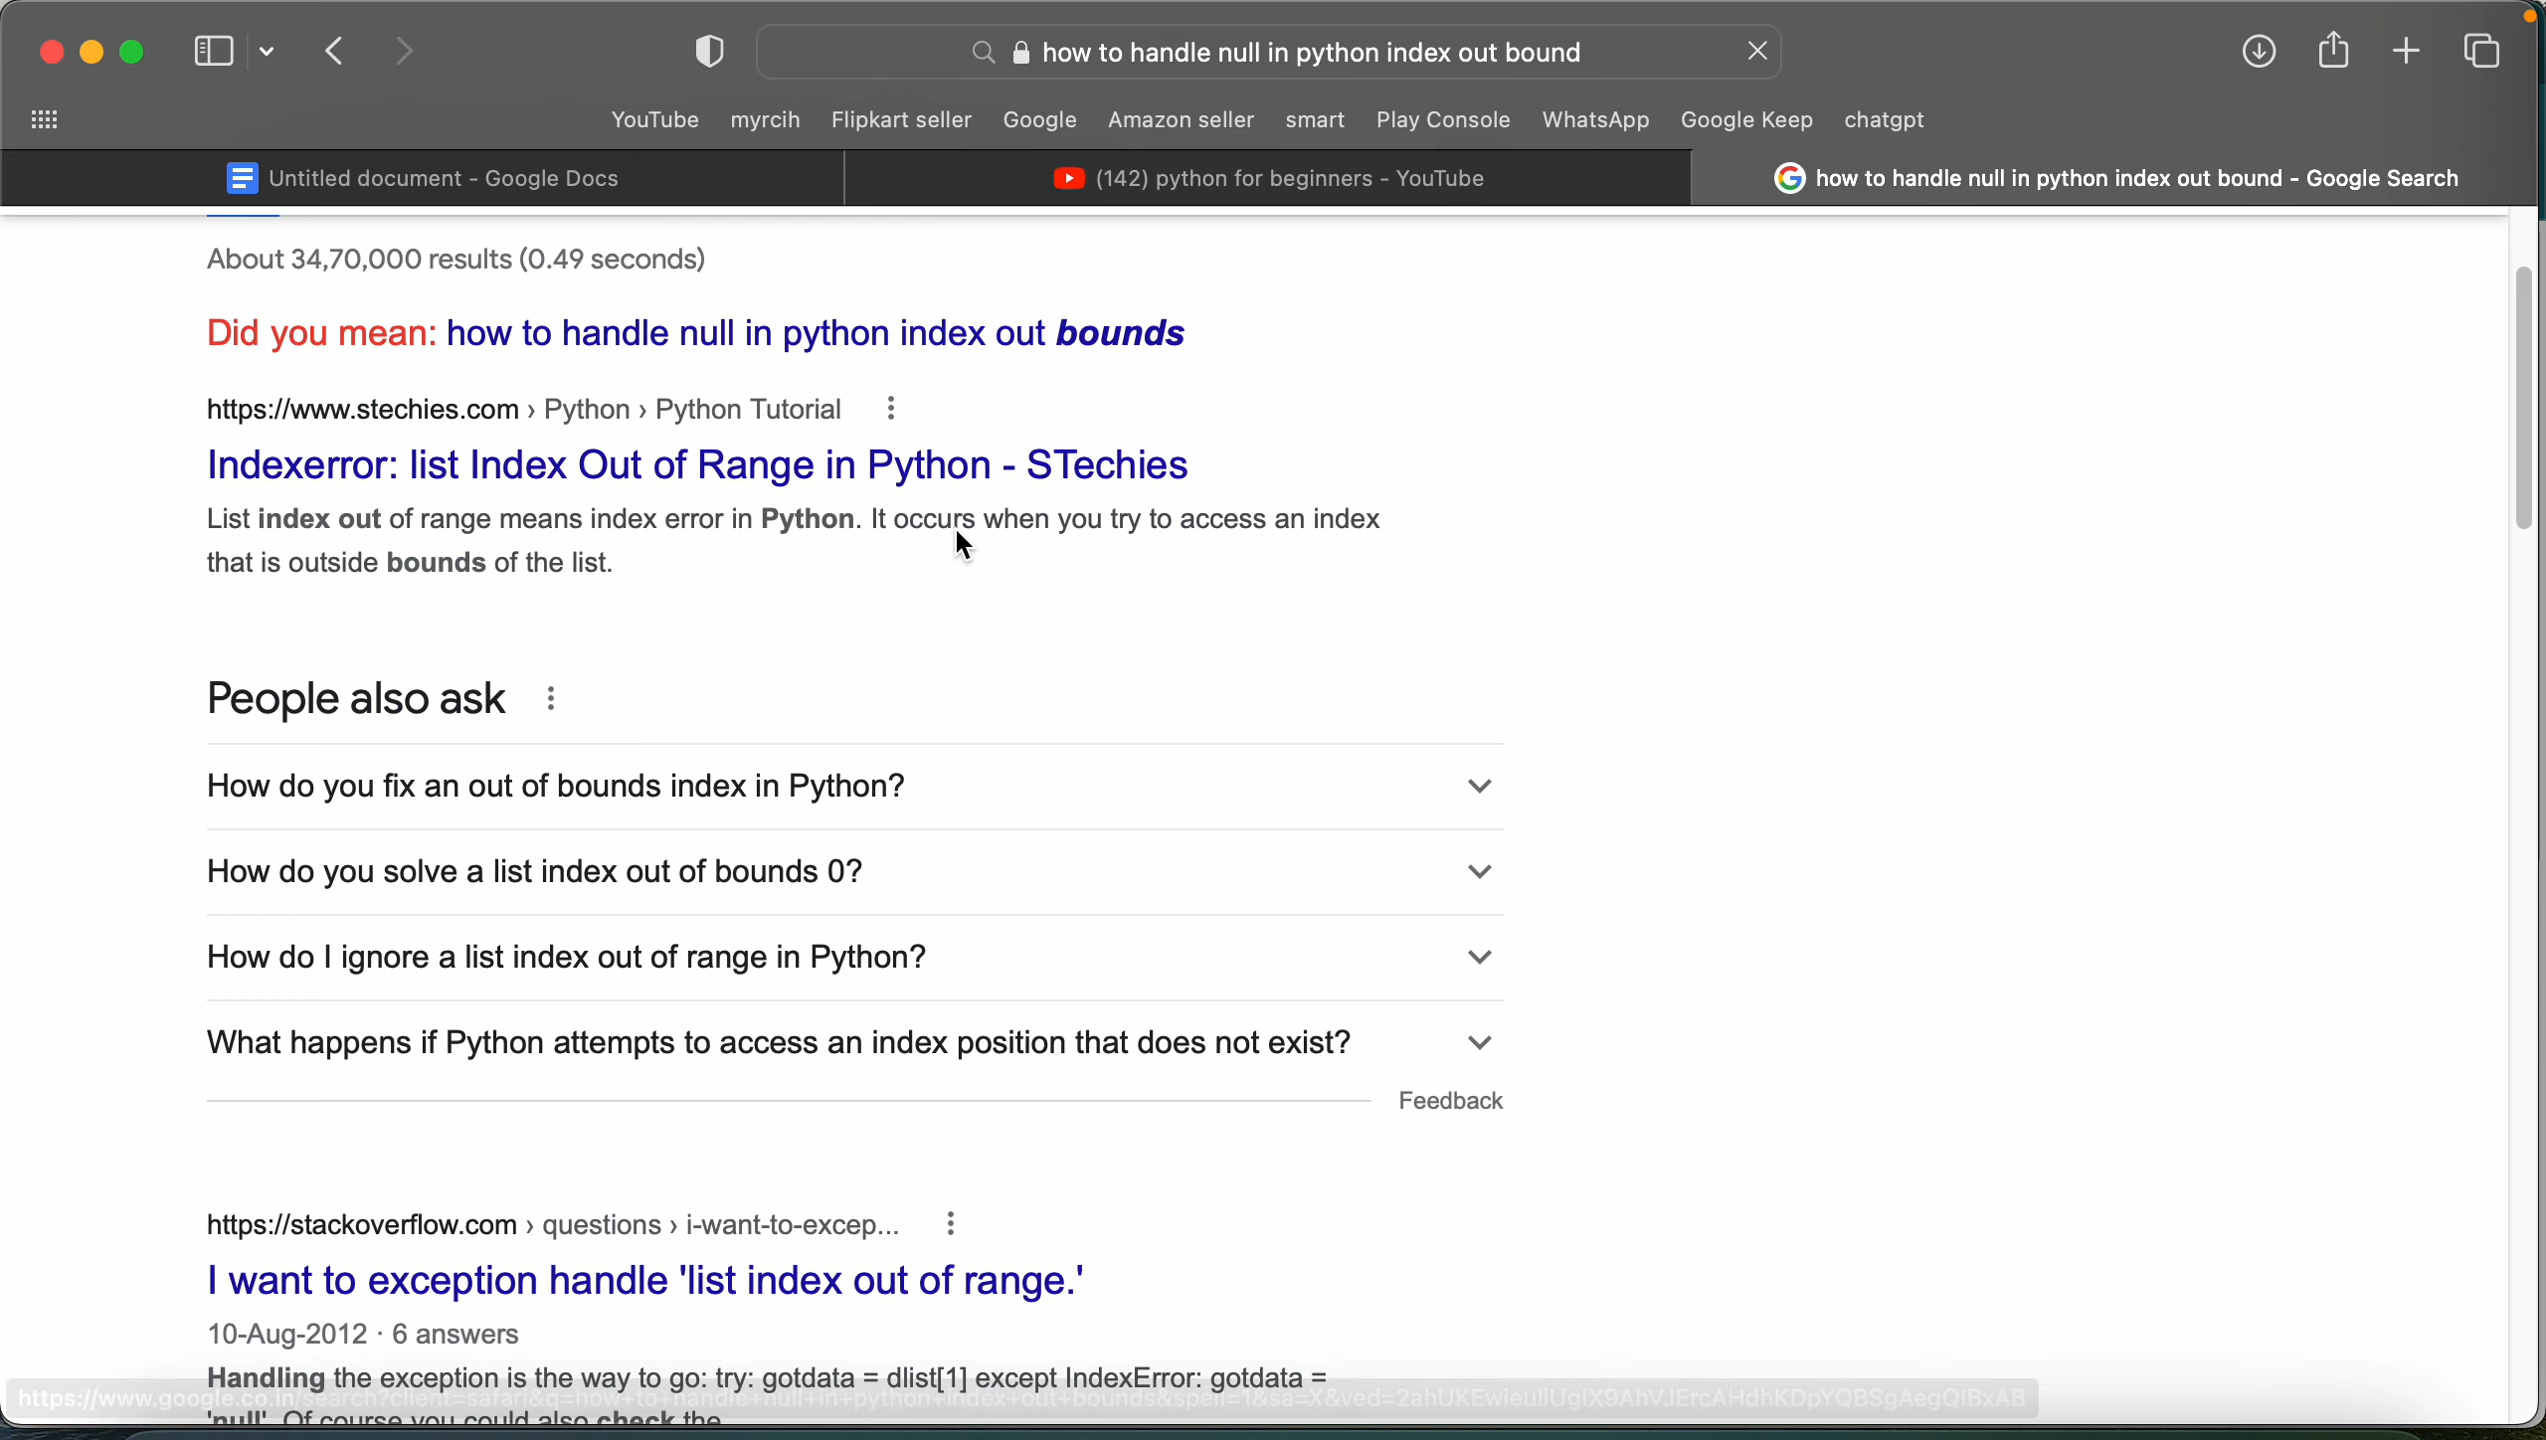 how to handle null in python index out bound
YouTube myrcih Flipkart seller Google Amazon seller smart Play Console WhatsApp Google Keep chatgpt
Untitled document - Google Docs
(142) python for beginners - YouTube
how to handle null in python index out bound - Google Search
About 34,70,000 results (0.49 seconds)
Did you mean: how to handle null in python index out bounds
https://www.stechies.com › Python › Python Tutorial
Indexerror: list Index Out of Range in Python - STechies
List index out of range means index error in Python. It occurs when you try to access an index
that is outside bounds of the list.
People also ask
How do you fix an out of bounds index in Python?
How do you solve a list index out of bounds 0?
How do I ignore a list index out of range in Python?
What happens if Python attempts to access an index position that does not exist?
Feedback
https://stackoverflow.com › questions › i-want-to-excep...
I want to exception handle 'list index out of range.'
10-Aug-2012 · 6 answers
Handling the exception is the way to go: try: gotdata = dlist[1] except IndexError: gotdata =
'null'. Of course you could also check the